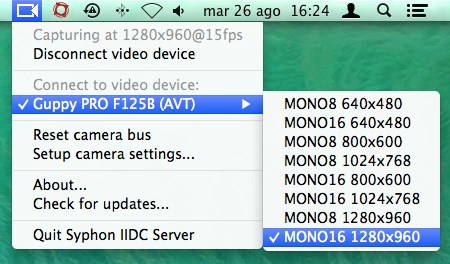 mar 26 ago 16:24
Capturing at 1280x960@15fps
Disconnect video device
Connect to video device:
Guppy PRO F125B (AVT)
MONO8 640x480
MONO16 640x480
MONO8 800x600
MONO8 1024x768
MONO16 800x600
MONO16 1024x768
MONO8 1280x960
MONO16 1280x960
Reset camera bus
Setup camera settings...
About...
Check for updates...
Quit Syphon IIDC Server